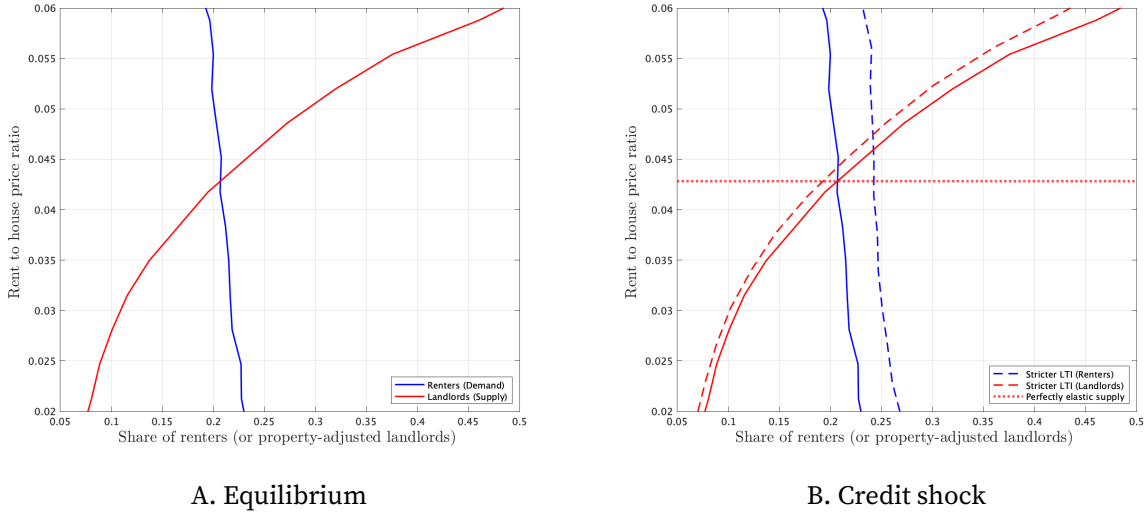 0.06
0.055
0.05
0.045
0.04
0.035
0.03
0.025
0.02
Rent to house price ratio
Renters (Demand)
Landlords (Supply)
0.05 0.1 0.15 0.2 0.25 0.3 0.35 0.4 0.45 0.5
Share of renters (or property-adjusted landlords)
A. Equilibrium
0.06
0.055
0.05
0.045
0.04
0.035
0.03
0.025
0.02
Rent to house price ratio
Stricter LTI (Renters)
Stricter LTI (Landlords)
Perfectly elastic supply
0.05 0.1 0.15 0.2 0.25 0.3 0.35 0.4 0.45 0.5
Share of renters (or property-adjusted landlords)
B. Credit shock